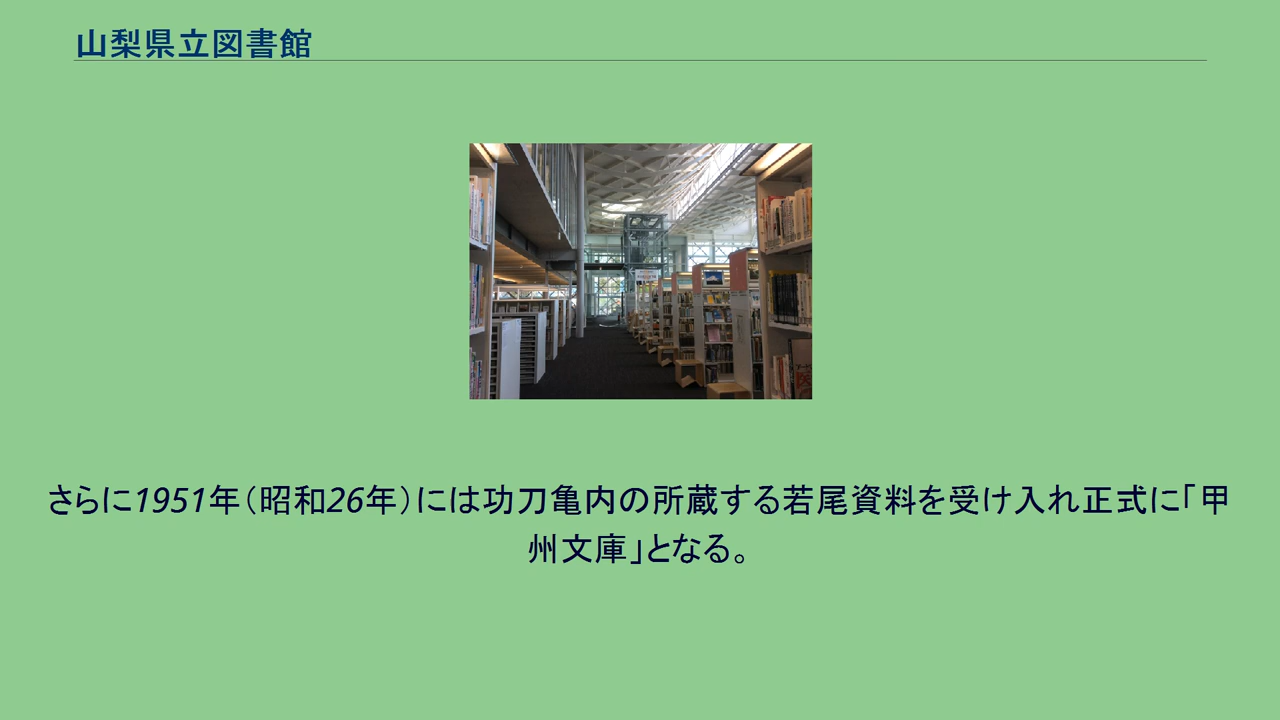 山梨県立図書館
さらに1951年（昭和26年）には功刀亀内の所蔵する若尾資料を受け入れ正式に｢甲
州文庫｣となる。